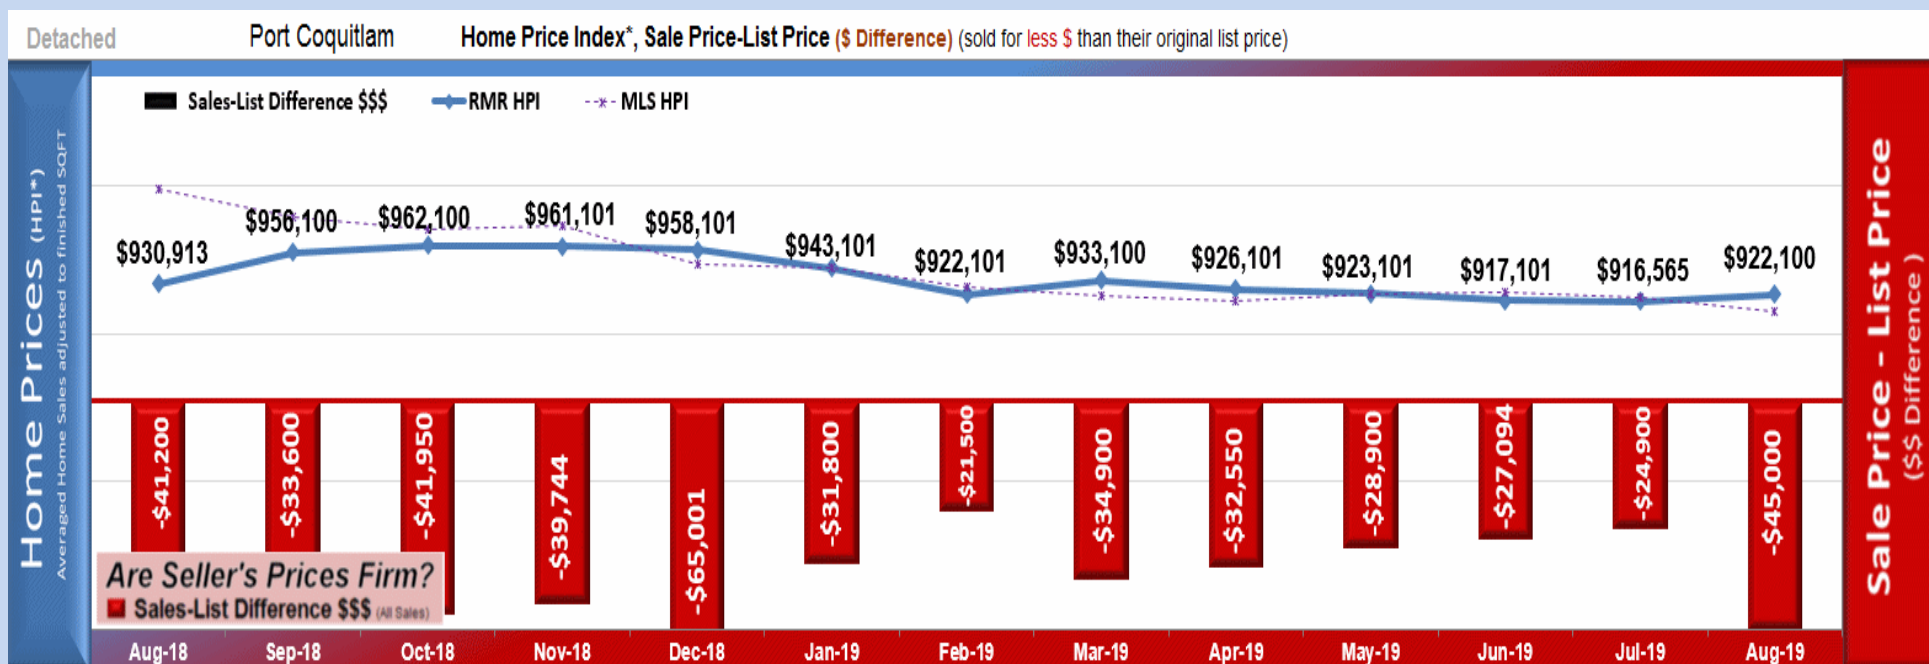 Detached
Port Coquitlam
Home Price Index*, Sale Price-List Price ($ Difference) (sold for less $ than their original list price)
Home Prices (HPI*)
Averaged Home Sales adjusted to finished SQFT
Sales-List Difference $$$
RMR HPI
MLS HPI
$930,913
$956,100
$962,100
$961,101
$958,101
$943,101
$922,101
$933,100
$926,101
$923,101
$917,101
$916,565
$922,100
-$41,200
-$33,600
-$41,950
-$39,744
-$65,001
-$31,800
-$21,500
-$34,900
-$32,550
-$28,900
-$27,094
-$24,900
-$45,000
Are Seller's Prices Firm?
Sales-List Difference $$$ (All Sales)
Aug-18
Sep-18
Oct-18
Nov-18
Dec-18
Jan-19
Feb-19
Mar-19
Apr-19
May-19
Jun-19
Jul-19
Aug-19
Sale Price - List Price
($$ Difference )